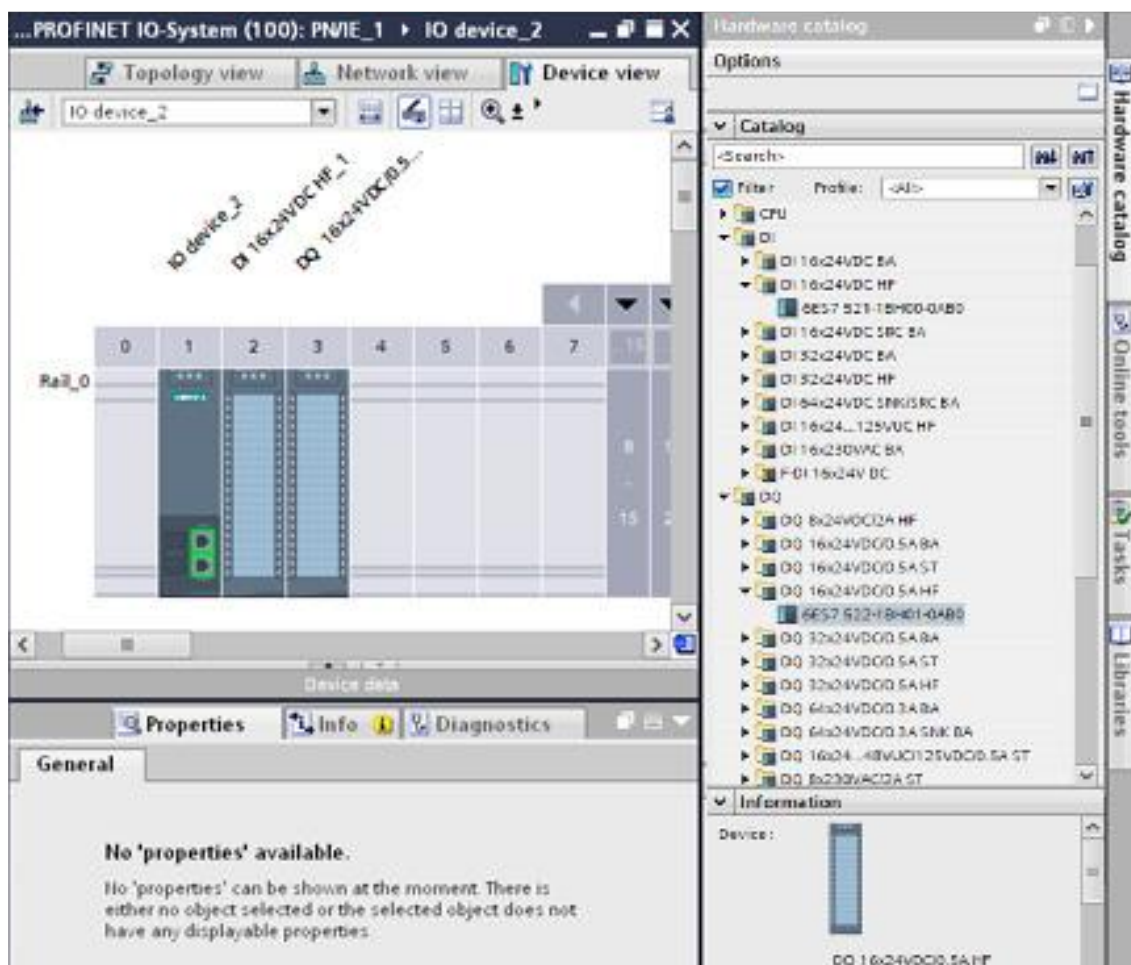 ...PROFINET IO-System (100): PN/IE_1 ▸ IO device_2
Topology view
Network view
Device view
IO device_2
IO device_2
DI 16x24VDC HF_1
DQ 16x24VDC/0.5...
0 1 2 3 4 5 6 7
Rail_0
8
15
Device data
Properties
Info
Diagnostics
General
No 'properties' available.
No 'properties' can be shown at the moment. There is
either no object selected or the selected object does not
have any displayable properties.
Hardware catalog
Options
Catalog
<Search>
Filter Profile: <All>
CPU
DI
DI 16x24VDC BA
DI 16x24VDC HF
6ES7 521-1BH00-0AB0
DI 16x24VDC SRC BA
DI 32x24VDC BA
DI 32x24VDC HF
DI 64x24VDC SNK/SRC BA
DI 16x24...125VUC HF
DI 16x230VAC BA
F-DI 16x24V DC
DQ
DQ 8x24VDC/2A HF
DQ 16x24VDC/0.5A BA
DQ 16x24VDC/0.5A ST
DQ 16x24VDC/0.5A HF
6ES7 522-1BH01-0AB0
DQ 32x24VDC/0.5A BA
DQ 32x24VDC/0.5A ST
DQ 32x24VDC/0.5A HF
DQ 64x24VDC/0.3A BA
DQ 64x24VDC/0.3A SNK BA
DQ 16x24...48VUC/125VDC/0.5A ST
DQ 8x230VAC/2A ST
Information
Device:
DQ 16x24VDC/0.5A HF
Hardware catalog
Online tools
Tasks
Libraries